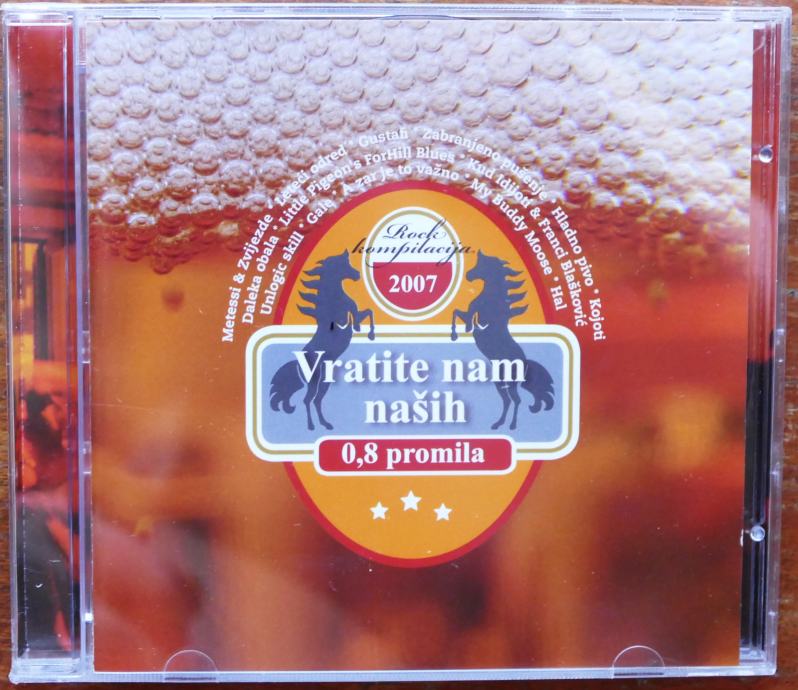 Metessi & Zvijezde * Leteći odred * Gustafi * Zabranjeno pušenje * Hladno pivo * Kojoti
Daleka obala * Little Pigeon's ForHill Blues * Kud Idijoti & Franci Blašković
Unlogic skill * Gale * A zar je to važno * My Buddy Moose * Hal
Rock
kompilacija
2007
Vratite nam
naših
0,8 promila